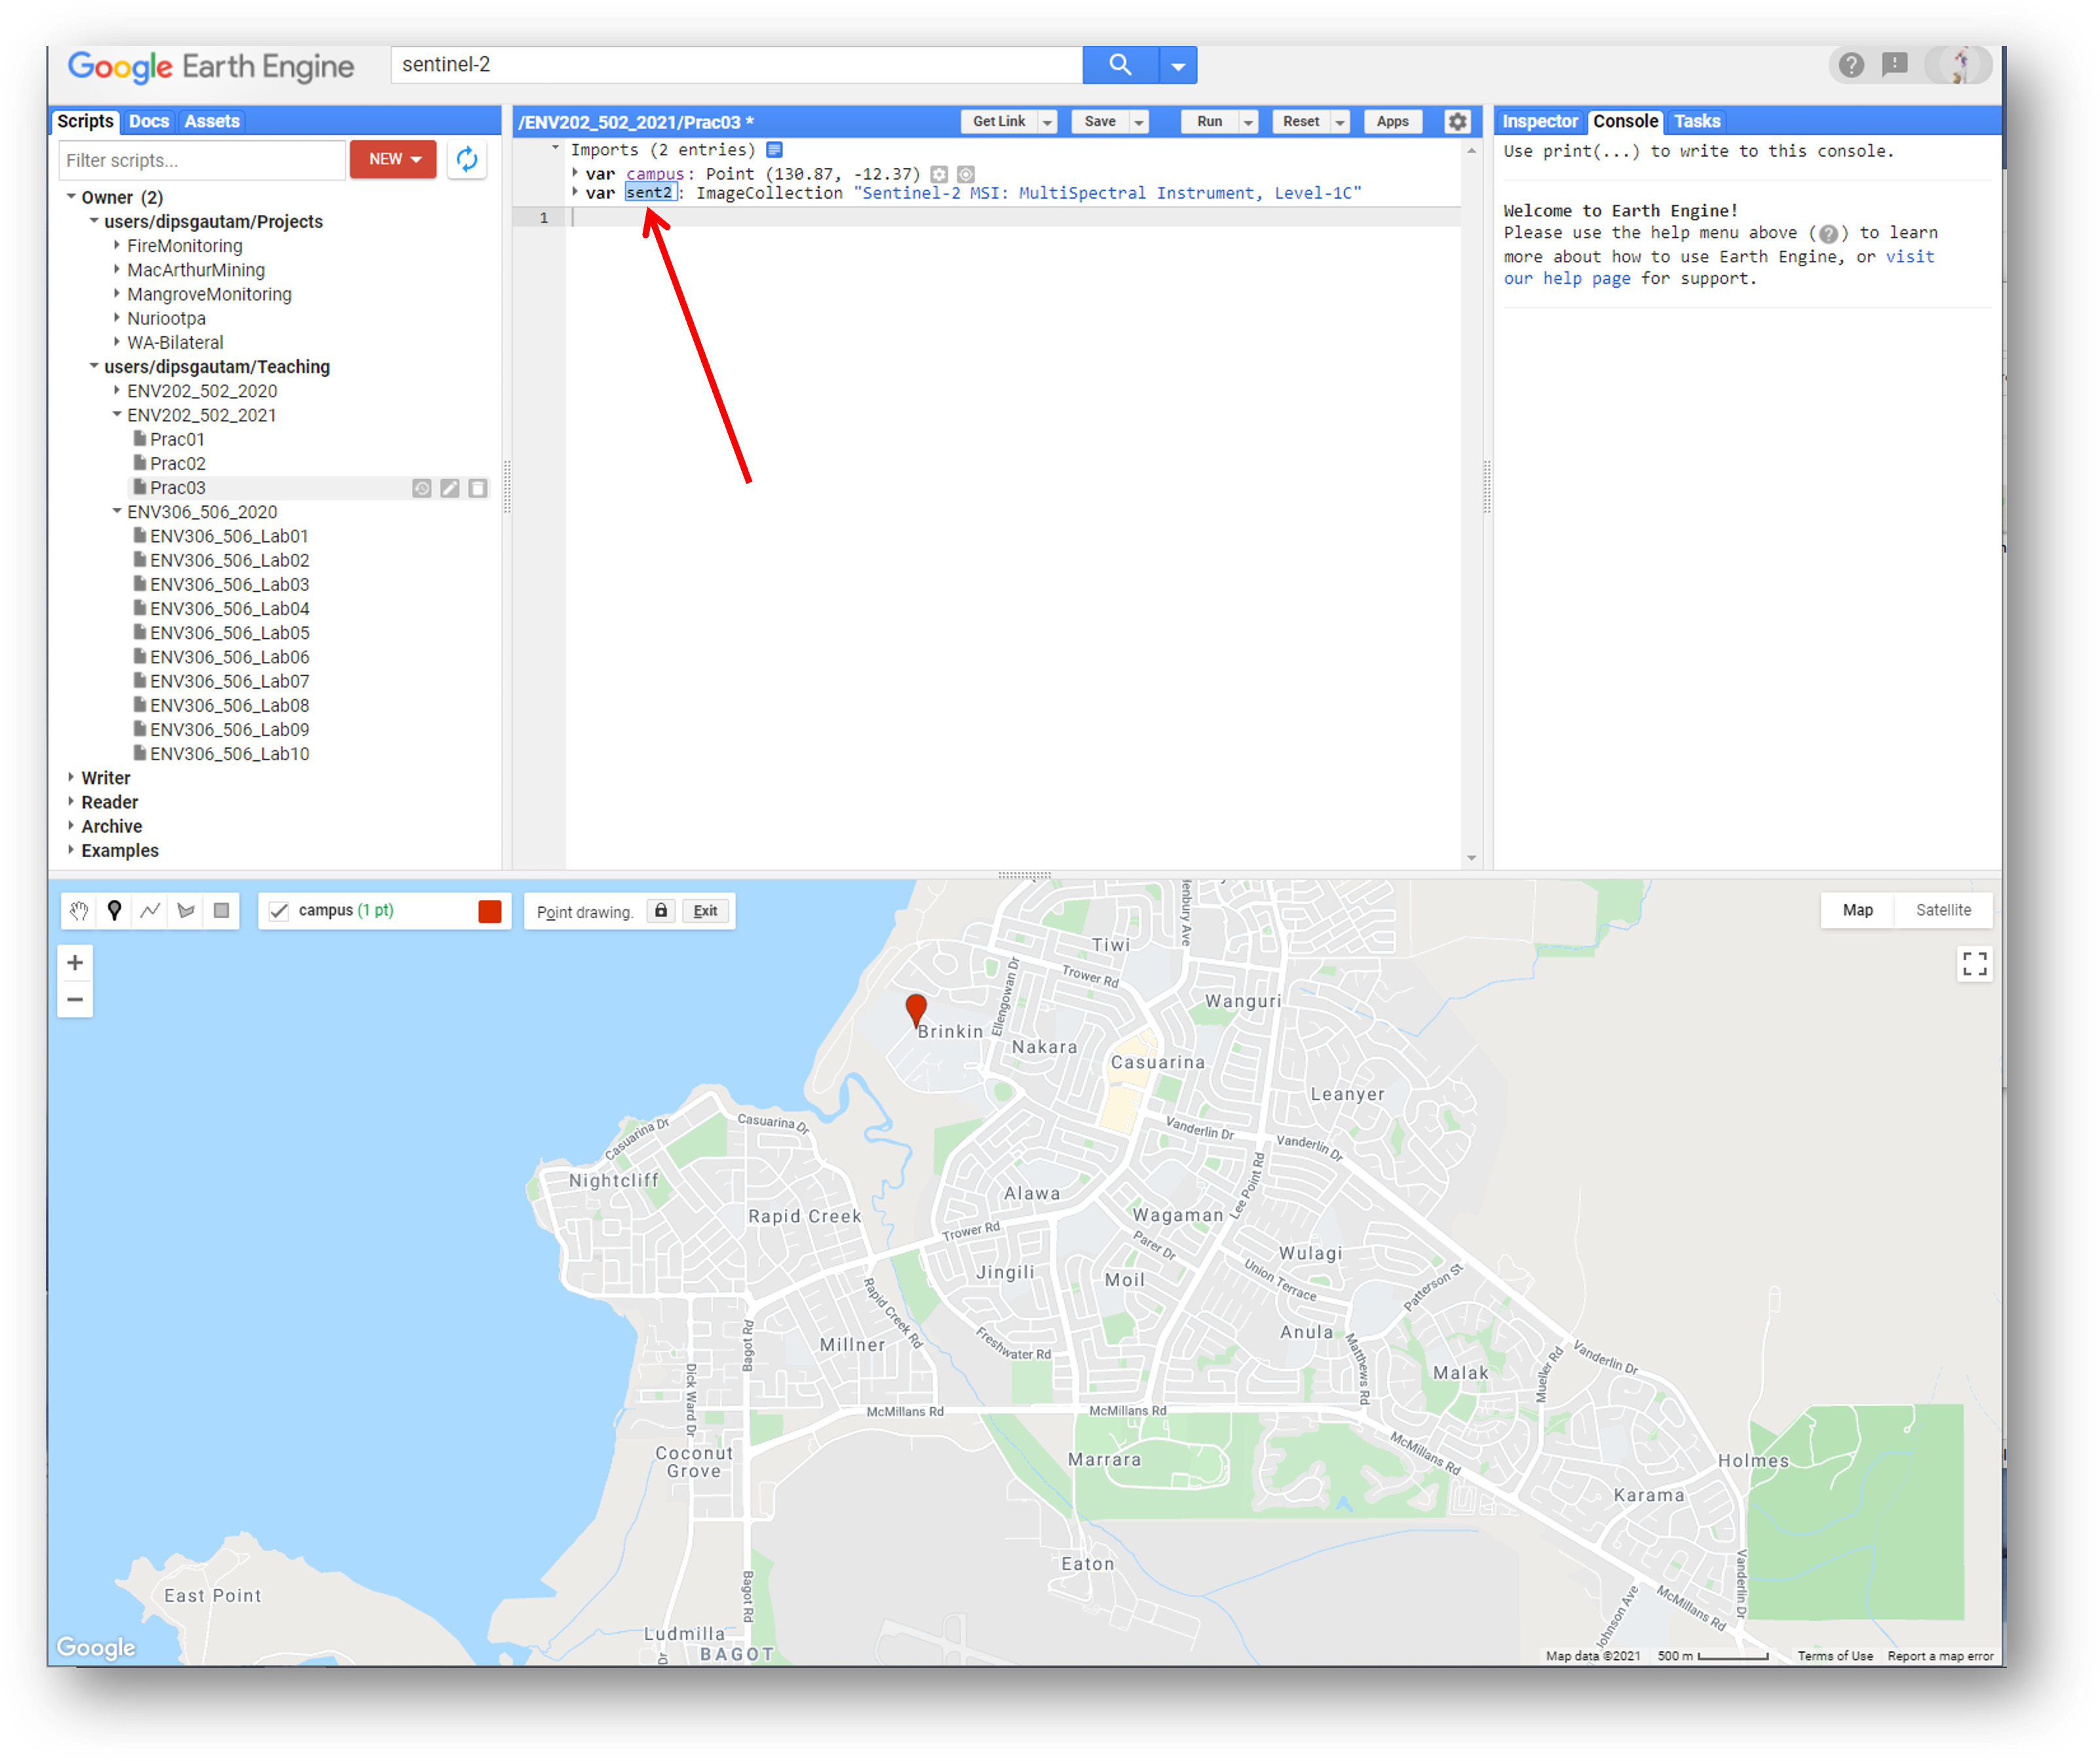 Google Earth Engine
sentinel-2
Scripts Docs Assets
Filter scripts...
NEW
Owner (2)
users/dipsgautam/Projects
FireMonitoring
MacArthurMining
MangroveMonitoring
Nuriootpa
WA-Bilateral
users/dipsgautam/Teaching
ENV202_502_2020
ENV202_502_2021
Prac01
Prac02
Prac03
ENV306_506_2020
ENV306_506_Lab01
ENV306_506_Lab02
ENV306_506_Lab03
ENV306_506_Lab04
ENV306_506_Lab05
ENV306_506_Lab06
ENV306_506_Lab07
ENV306_506_Lab08
ENV306_506_Lab09
ENV306_506_Lab10
Writer
Reader
Archive
Examples
/ENV202_502_2021/Prac03 *
Get Link Save Run Reset Apps
Imports (2 entries)
var campus: Point (130.87, -12.37)
var sent2: ImageCollection "Sentinel-2 MSI: MultiSpectral Instrument, Level-1C"
1
Inspector Console Tasks
Use print(...) to write to this console.
Welcome to Earth Engine!
Please use the help menu above (?) to learn
more about how to use Earth Engine, or visit
our help page for support.
campus (1 pt)
Point drawing. Exit
Map Satellite
+
−
Tiwi
Trower Rd
Ellengowan Dr
Wanguri
Brinkin
Nakara
Casuarina
Leanyer
Casuarina Dr
Casuarina Dr
Vanderlin Dr
Vanderlin Dr
Nightcliff
Alawa
Lee Point Rd
Rapid Creek
Wagaman
Trower Rd
Parer Dr
Wulagi
Jingili
Moil
Union Terrace
Patterson St
Rapid Creek Rd
Millner
Freshwater Rd
Anula
Matthews Rd
Bagot Rd
Dick Ward Dr
Malak
Mueller Rd
Vanderlin Dr
McMillans Rd
McMillans Rd
Coconut
Grove
Marrara
McMillans Rd
Holmes
Karama
Eaton
East Point
Bagot Rd
Vanderlin Dr
McMillans Rd
Johnson Ave
Ludmilla
BAGOT
Dr
Google
Map data ©2021 500 m Terms of Use Report a map error